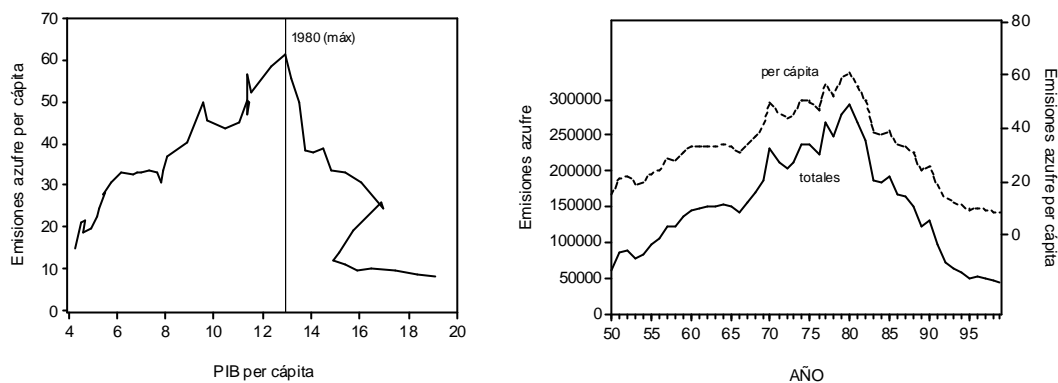 Emisiones azufre per cápita
70
60
50
40
30
20
10
0
1980 (máx)
4 6 8 10 12 14 16 18 20
PIB per cápita
Emisiones azufre
300000
250000
200000
150000
100000
50000
0
per cápita
totales
80
60
40
20
0
Emisiones azufre per cápita
50 55 60 65 70 75 80 85 90 95
AÑO